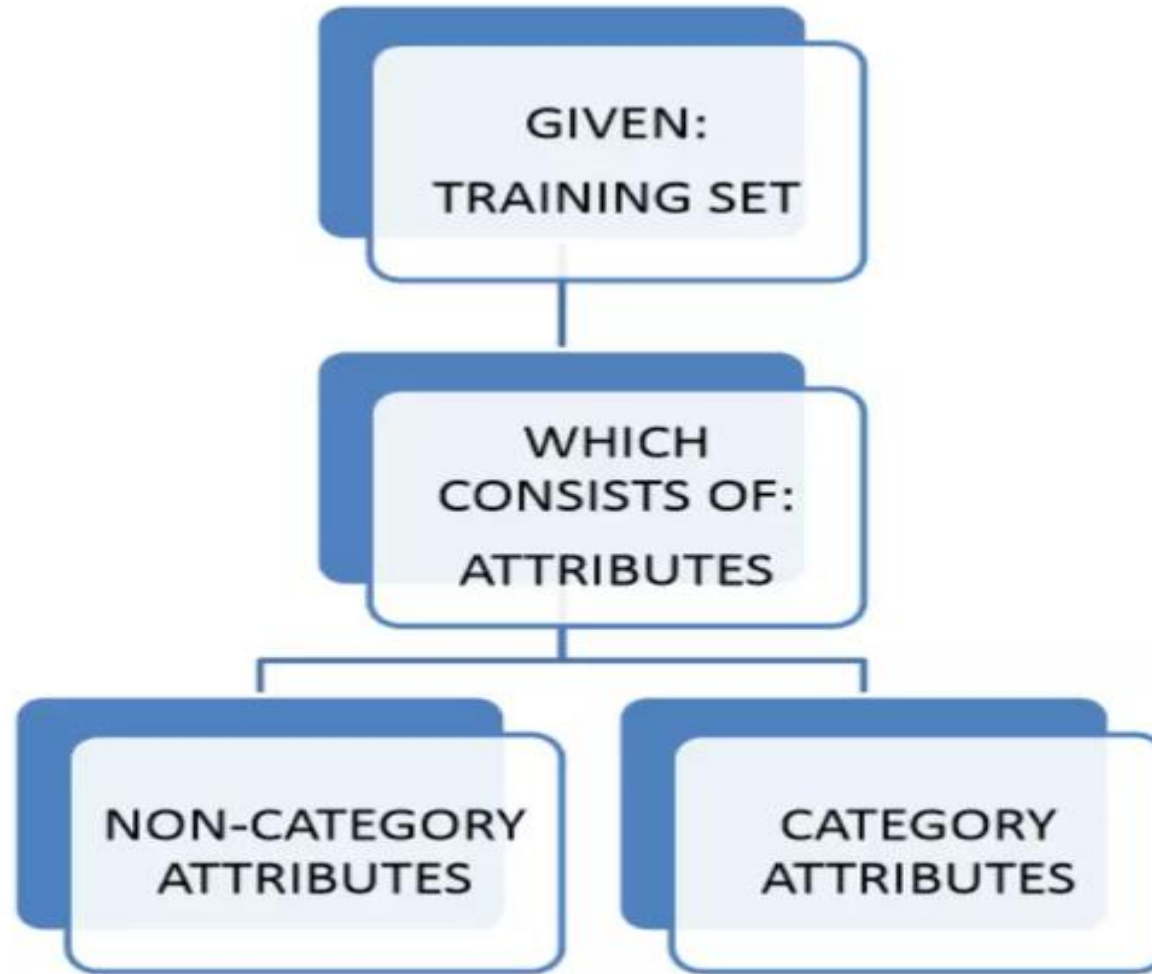 GIVEN:
TRAINING SET
WHICH
CONSISTS OF:
ATTRIBUTES
NON-CATEGORY
ATTRIBUTES
CATEGORY
ATTRIBUTES